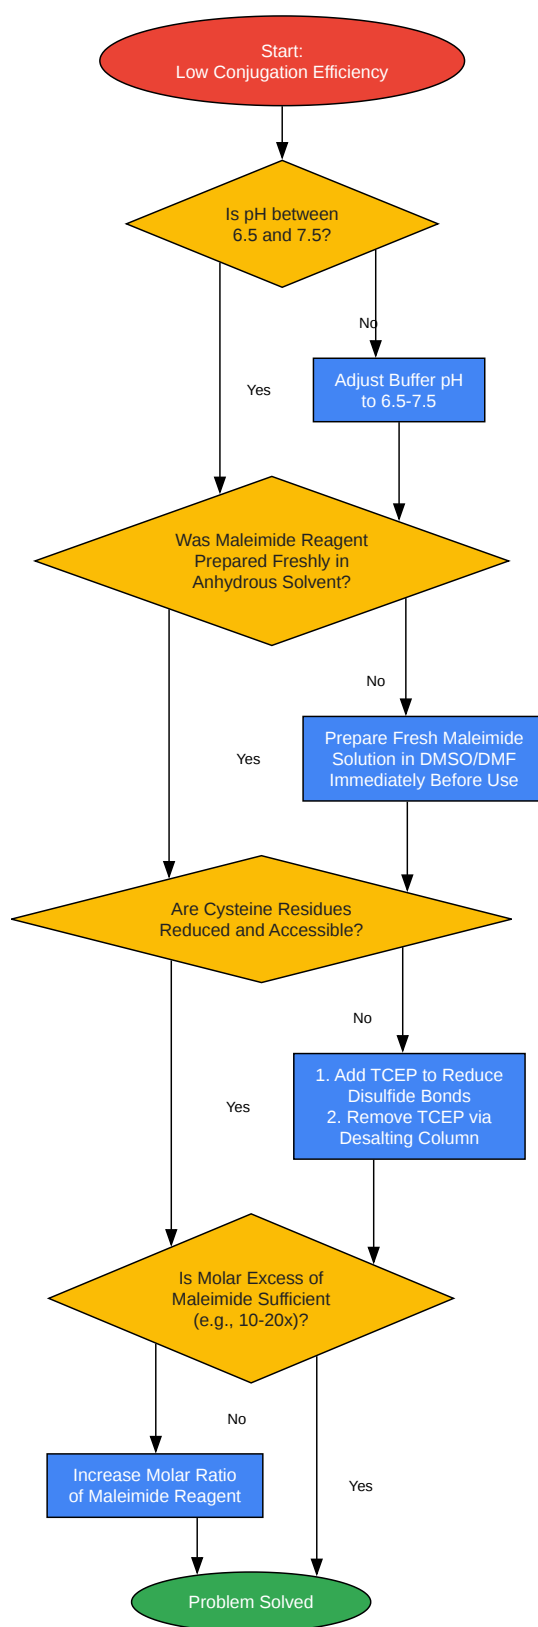 Start:
Low Conjugation Efficiency
Is pH between
6.5 and 7.5?
No
Adjust Buffer pH
to 6.5-7.5
Yes
Was Maleimide Reagent
Prepared Freshly in
Anhydrous Solvent?
No
Prepare Fresh Maleimide
Solution in DMSO/DMF
Immediately Before Use
Yes
Are Cysteine Residues
Reduced and Accessible?
No
1. Add TCEP to Reduce
Disulfide Bonds
2. Remove TCEP via
Desalting Column
Yes
Is Molar Excess of
Maleimide Sufficient
(e.g., 10-20x)?
No
Increase Molar Ratio
of Maleimide Reagent
Yes
Problem Solved